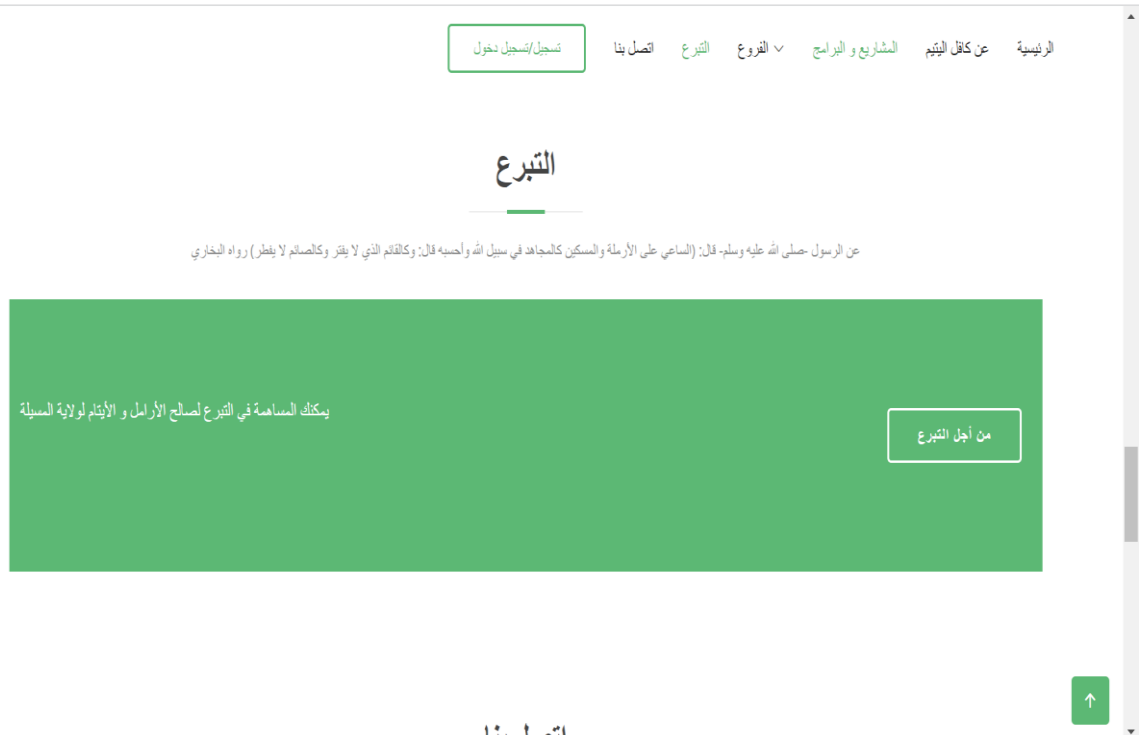 الرئيسية
عن كافل اليتيم
المشاريع و البرامج
الفروع
التبرع
اتصل بنا
تسجيل/تسجيل دخول
التبرع
عن الرسول -صلى الله عليه وسلم- قال: (الساعي على الأرملة والمسكين كالمجاهد في سبيل الله وأحسبه قال: وكالقائم الذي لا يفتر وكالصائم لا يفطر) رواه البخاري
من أجل التبرع
يمكنك المساهمة في التبرع لصالح الأرامل و الأيتام لولاية المسيلة
اتصل بنا